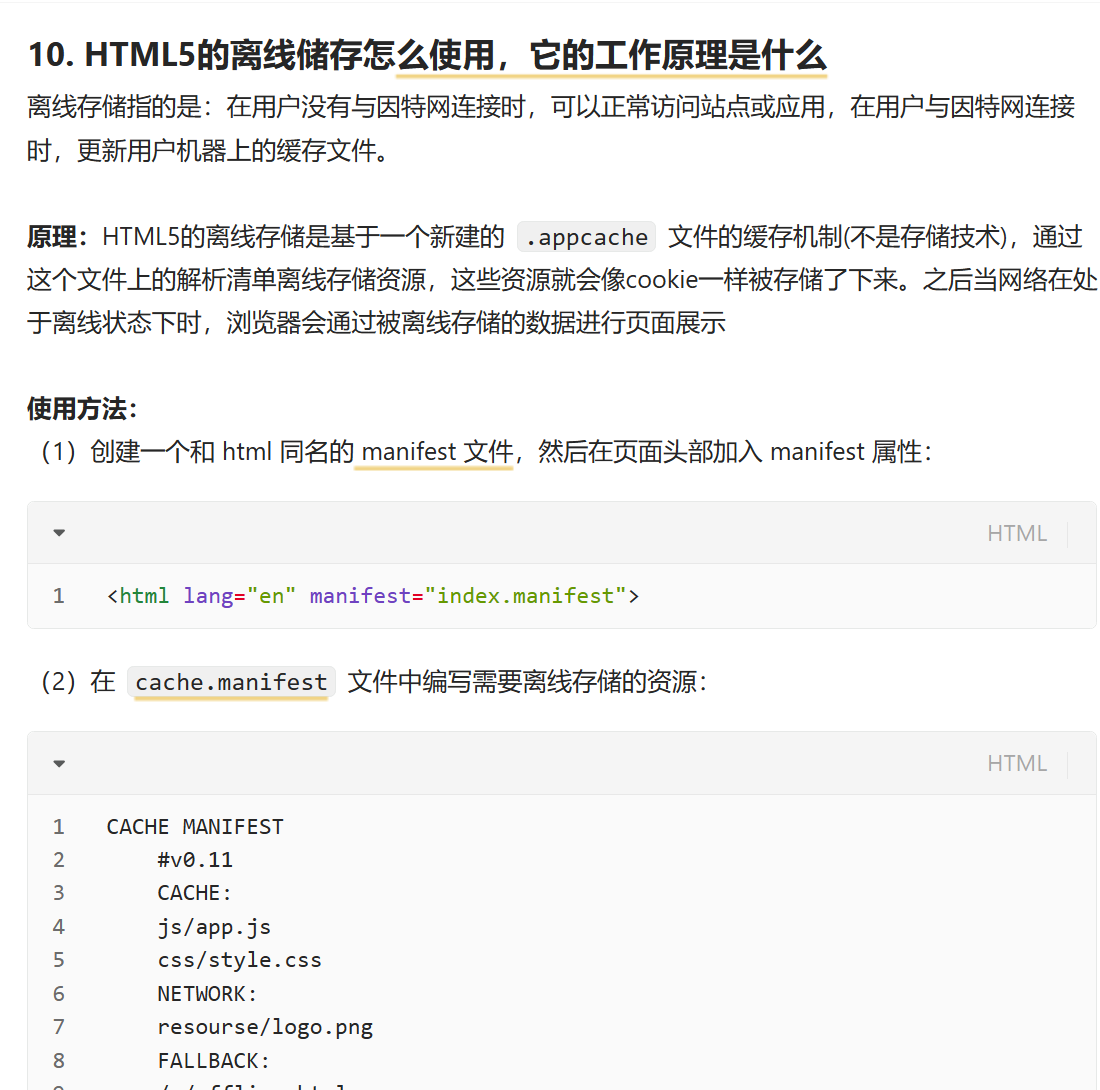 10. HTML5的离线储存怎么使用，它的工作原理是什么
离线存储指的是：在用户没有与因特网连接时，可以正常访问站点或应用，在用户与因特网连接
时，更新用户机器上的缓存文件。
原理：HTML5的离线存储是基于一个新建的 .appcache 文件的缓存机制(不是存储技术)，通过
这个文件上的解析清单离线存储资源，这些资源就会像cookie一样被存储了下来。之后当网络在处
于离线状态下时，浏览器会通过被离线存储的数据进行页面展示
使用方法：
（1）创建一个和 html 同名的 manifest 文件，然后在页面头部加入 manifest 属性：
HTML
1 <html lang="en" manifest="index.manifest">
（2）在 cache.manifest 文件中编写需要离线存储的资源：
HTML
1 CACHE MANIFEST
2 #v0.11
3 CACHE:
4 js/app.js
5 css/style.css
6 NETWORK:
7 resourse/logo.png
8 FALLBACK: